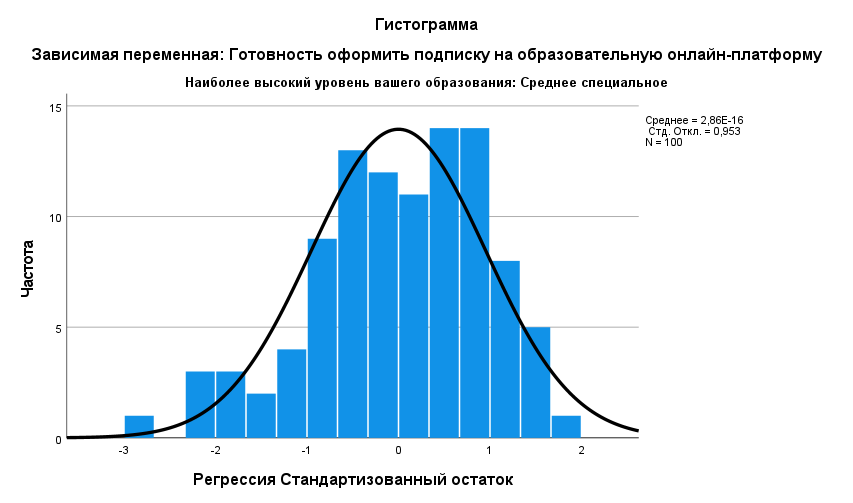 Гистограмма
Зависимая переменная: Готовность оформить подписку на образовательную онлайн-платформу
Наиболее высокий уровень вашего образования: Среднее специальное
Среднее = 2,86E-16
Стд. Откл. = 0,953
N = 100
Частота
15
10
5
0
-3 -2 -1 0 1 2
Регрессия Стандартизованный остаток